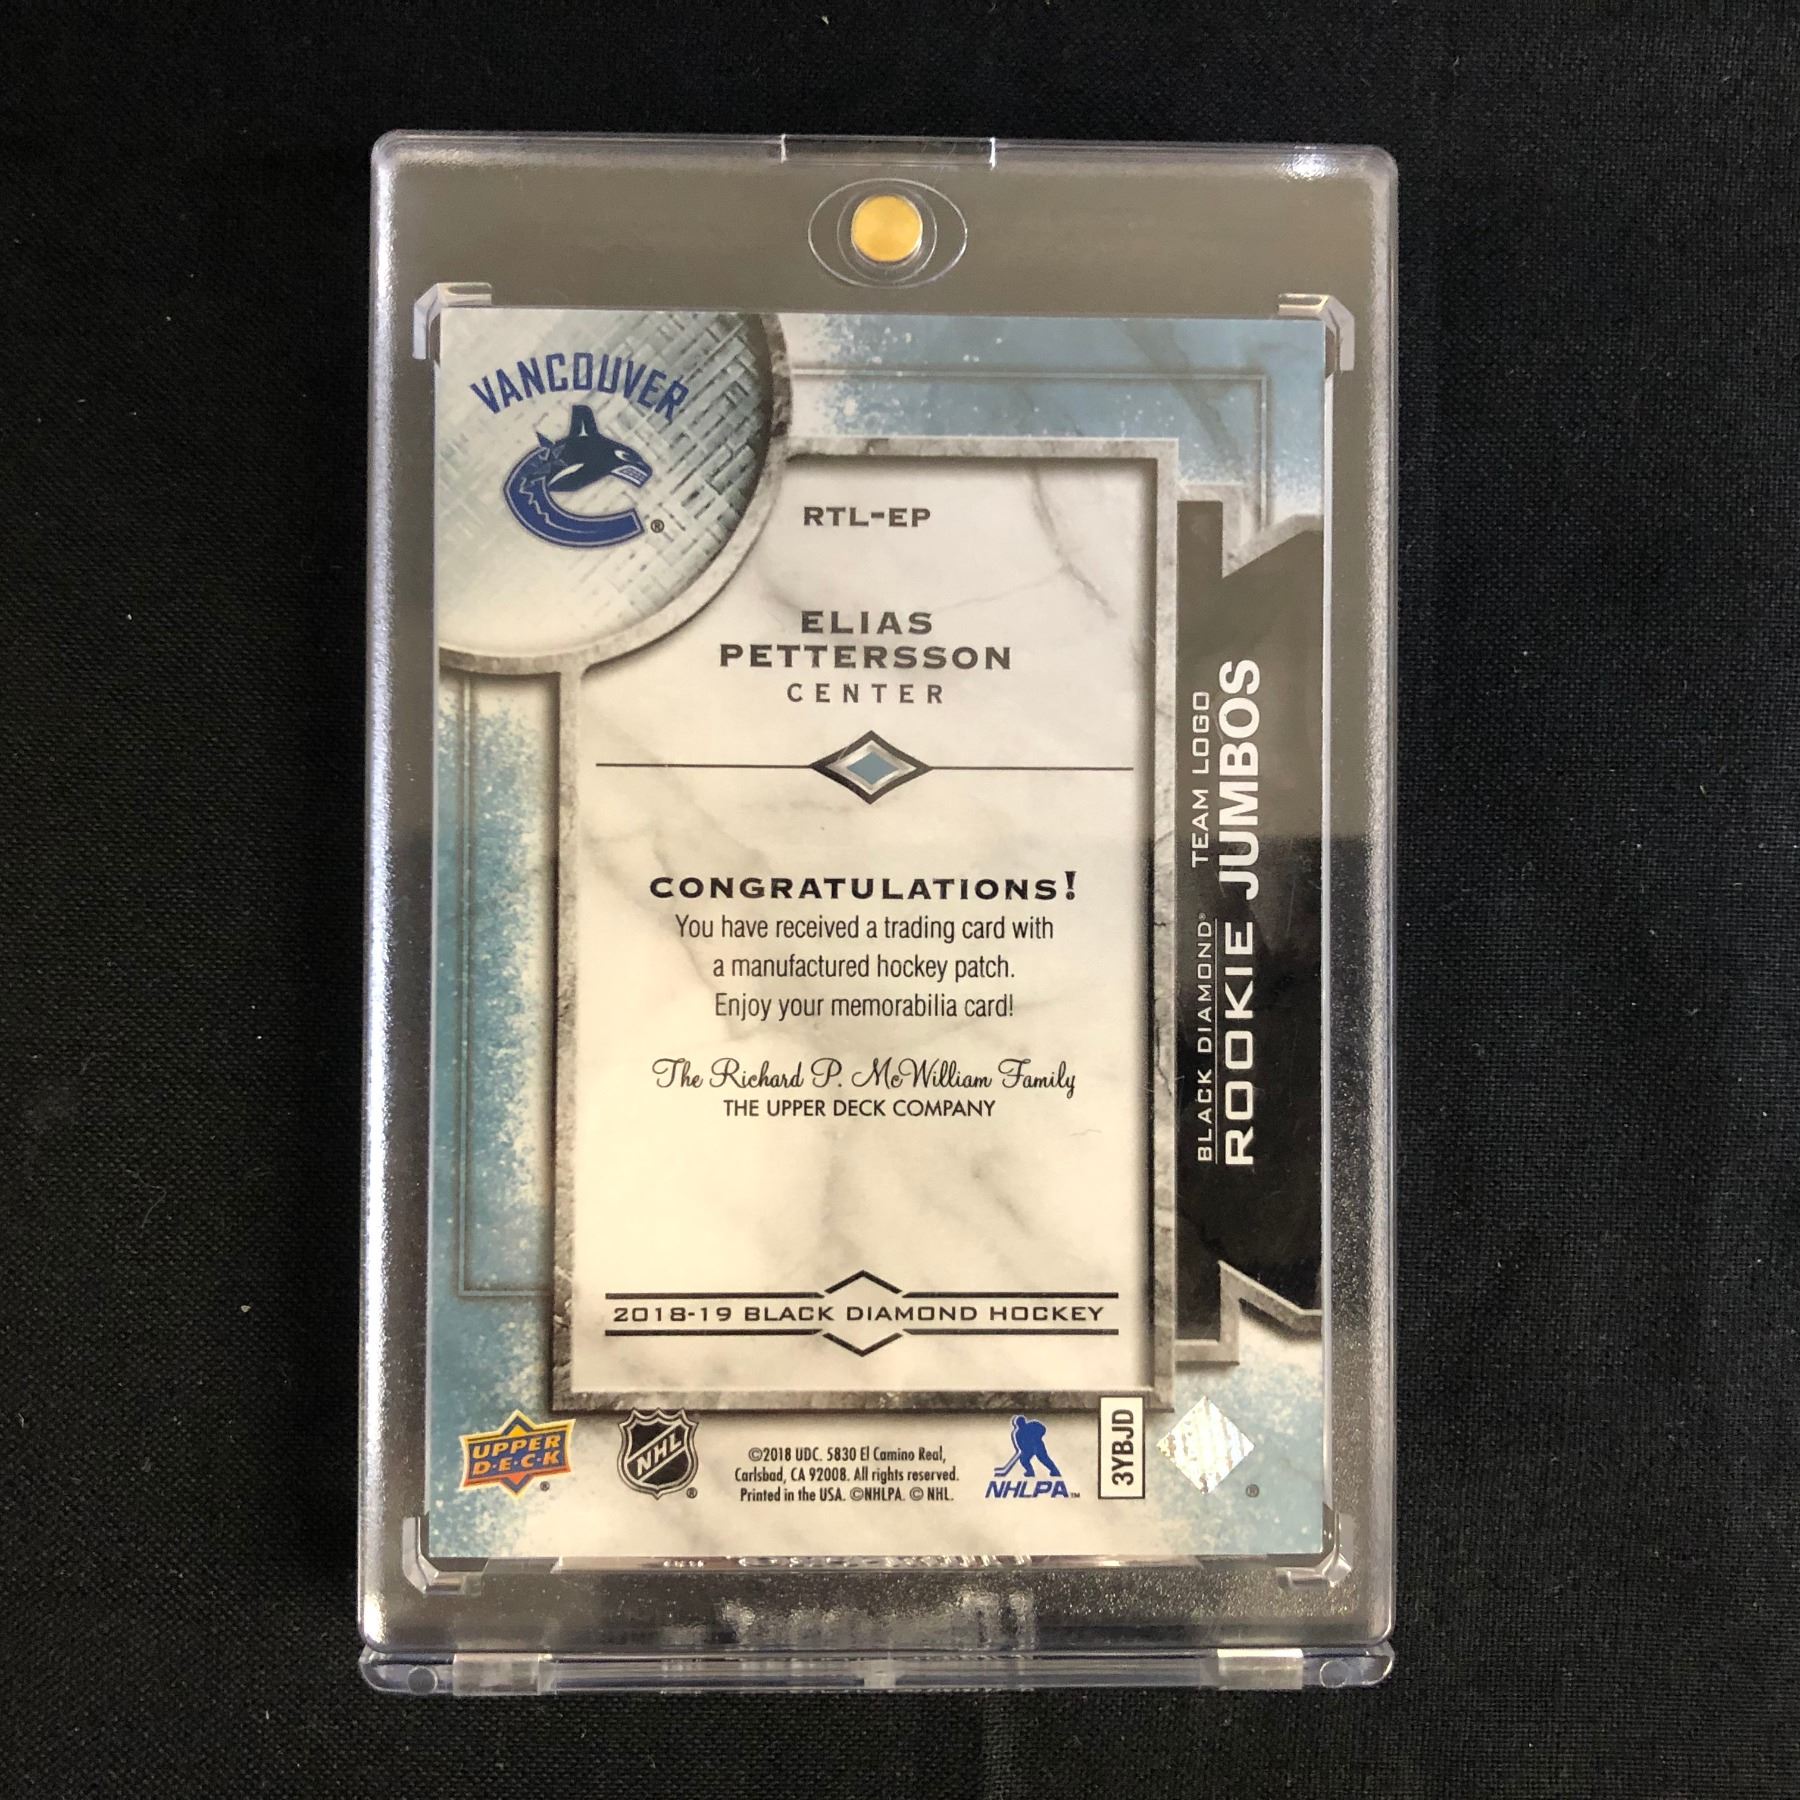 VANCOUVER
®
RTL-EP
ELIAS
PETTERSSON
CENTER
CONGRATULATIONS!
You have received a trading card with
a manufactured hockey patch.
Enjoy your memorabilia card!
The Richard P. McWilliam Family
THE UPPER DECK COMPANY
2018-19 BLACK DIAMOND HOCKEY
BLACK DIAMOND® TEAM LOGO
ROOKIE JUMBOS
UPPER
D·E·C·K
®
NHL
®
©2018 UDC. 5830 El Camino Real,
Carlsbad, CA 92008. All rights reserved.
Printed in the USA. ©NHLPA. © NHL.
NHLPA™
3YBJD
®